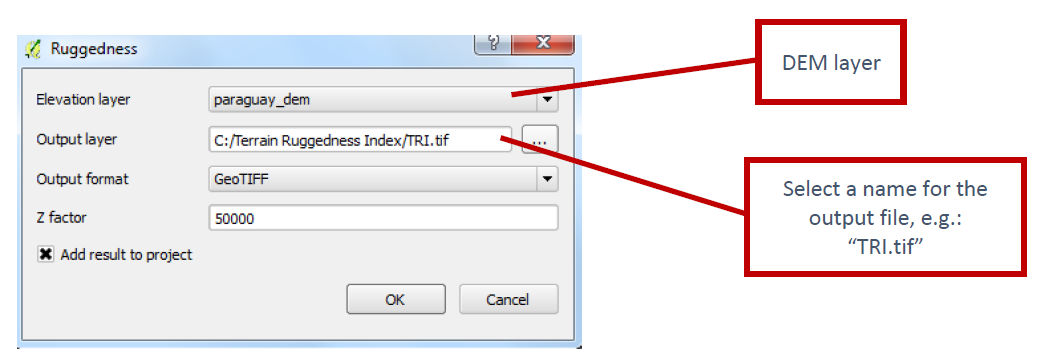 Ruggedness
?
Elevation layer
paraguay_dem
Output layer
C:/Terrain Ruggedness Index/TRI.tif
...
Output format
GeoTIFF
Z factor
50000
Add result to project
OK
Cancel
DEM layer
Select a name for the
output file, e.g.:
“TRI.tif”